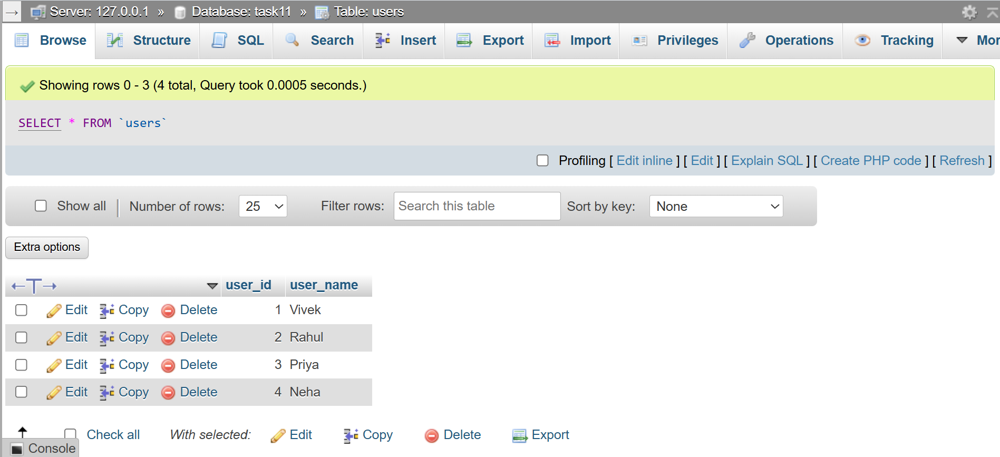 Server: 127.0.0.1 » Database: task11 » Table: users
Browse Structure SQL Search Insert Export Import Privileges Operations Tracking Mor
Showing rows 0 - 3 (4 total, Query took 0.0005 seconds.)
SELECT * FROM `users`
Profiling [ Edit inline ] [ Edit ] [ Explain SQL ] [ Create PHP code ] [ Refresh ]
Show all | Number of rows: 25 Filter rows: Search this table Sort by key: None
Extra options
←T→ user_id user_name
Edit Copy Delete 1 Vivek
Edit Copy Delete 2 Rahul
Edit Copy Delete 3 Priya
Edit Copy Delete 4 Neha
Check all With selected: Edit Copy Delete Export
Console